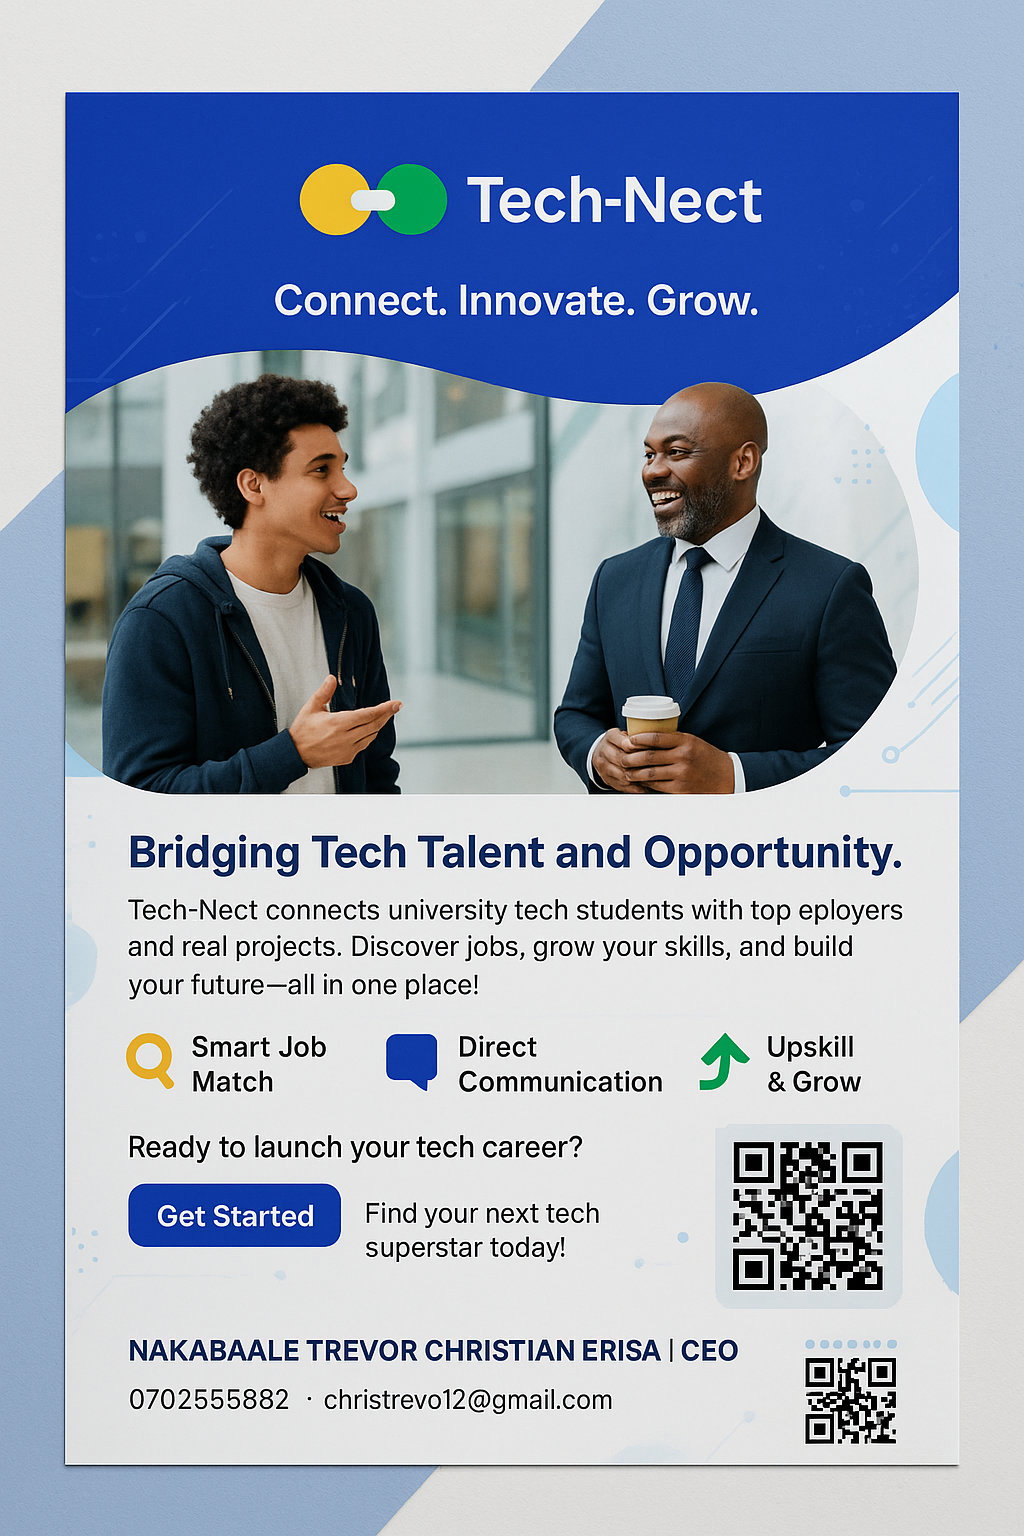 Tech-Nect
Connect. Innovate. Grow.
Bridging Tech Talent and Opportunity.
Tech-Nect connects university tech students with top eployers
and real projects. Discover jobs, grow your skills, and build
your future—all in one place!
Smart Job
Match
Direct
Communication
Upskill
& Grow
Ready to launch your tech career?
Get Started
Find your next tech
superstar today!
NAKABAALE TREVOR CHRISTIAN ERISA | CEO
0702555882 · christrevo12@gmail.com